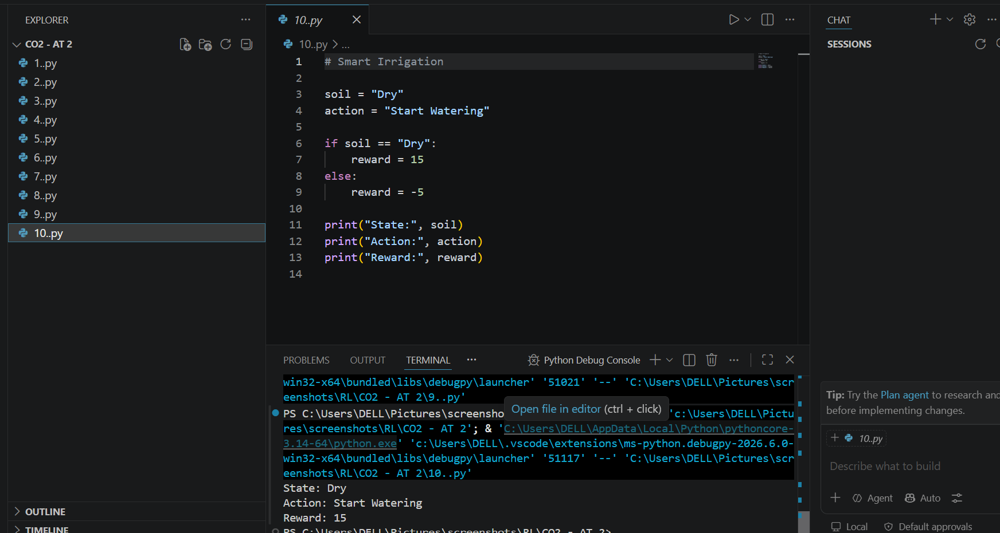 EXPLORER
CO2 - AT 2
1..py
2..py
3..py
4..py
5..py
6..py
7..py
8..py
9..py
10..py
OUTLINE
TIMELINE
10..py
10..py > ...
1 # Smart Irrigation
2
3 soil = "Dry"
4 action = "Start Watering"
5
6 if soil == "Dry":
7     reward = 15
8 else:
9     reward = -5
10
11 print("State:", soil)
12 print("Action:", action)
13 print("Reward:", reward)
14
PROBLEMS OUTPUT TERMINAL ... Python Debug Console
win32-x64\bundled\libs\debugpy\launcher' '51021' '--' 'C:\Users\DELL\Pictures\scr
eenshots\RL\CO2 - AT 2\9..py'
Open file in editor (ctrl + click)
PS C:\Users\DELL\Pictures\screensho 'c:\Users\DELL\Pictu
res\screenshots\RL\CO2 - AT 2'; & 'C:\Users\DELL\AppData\Local\Python\pythoncore-
3.14-64\python.exe' 'c:\Users\DELL\.vscode\extensions\ms-python.debugpy-2026.6.0-
win32-x64\bundled\libs\debugpy\launcher' '51117' '--' 'C:\Users\DELL\Pictures\scr
eenshots\RL\CO2 - AT 2\10..py'
State: Dry
Action: Start Watering
Reward: 15
PS C:\Users\DELL\Pictures\screenshots\RL\CO2 - AT 2>
CHAT
SESSIONS
Tip: Try the Plan agent to research and
before implementing changes.
10..py
Describe what to build
Agent Auto
Local Default approvals